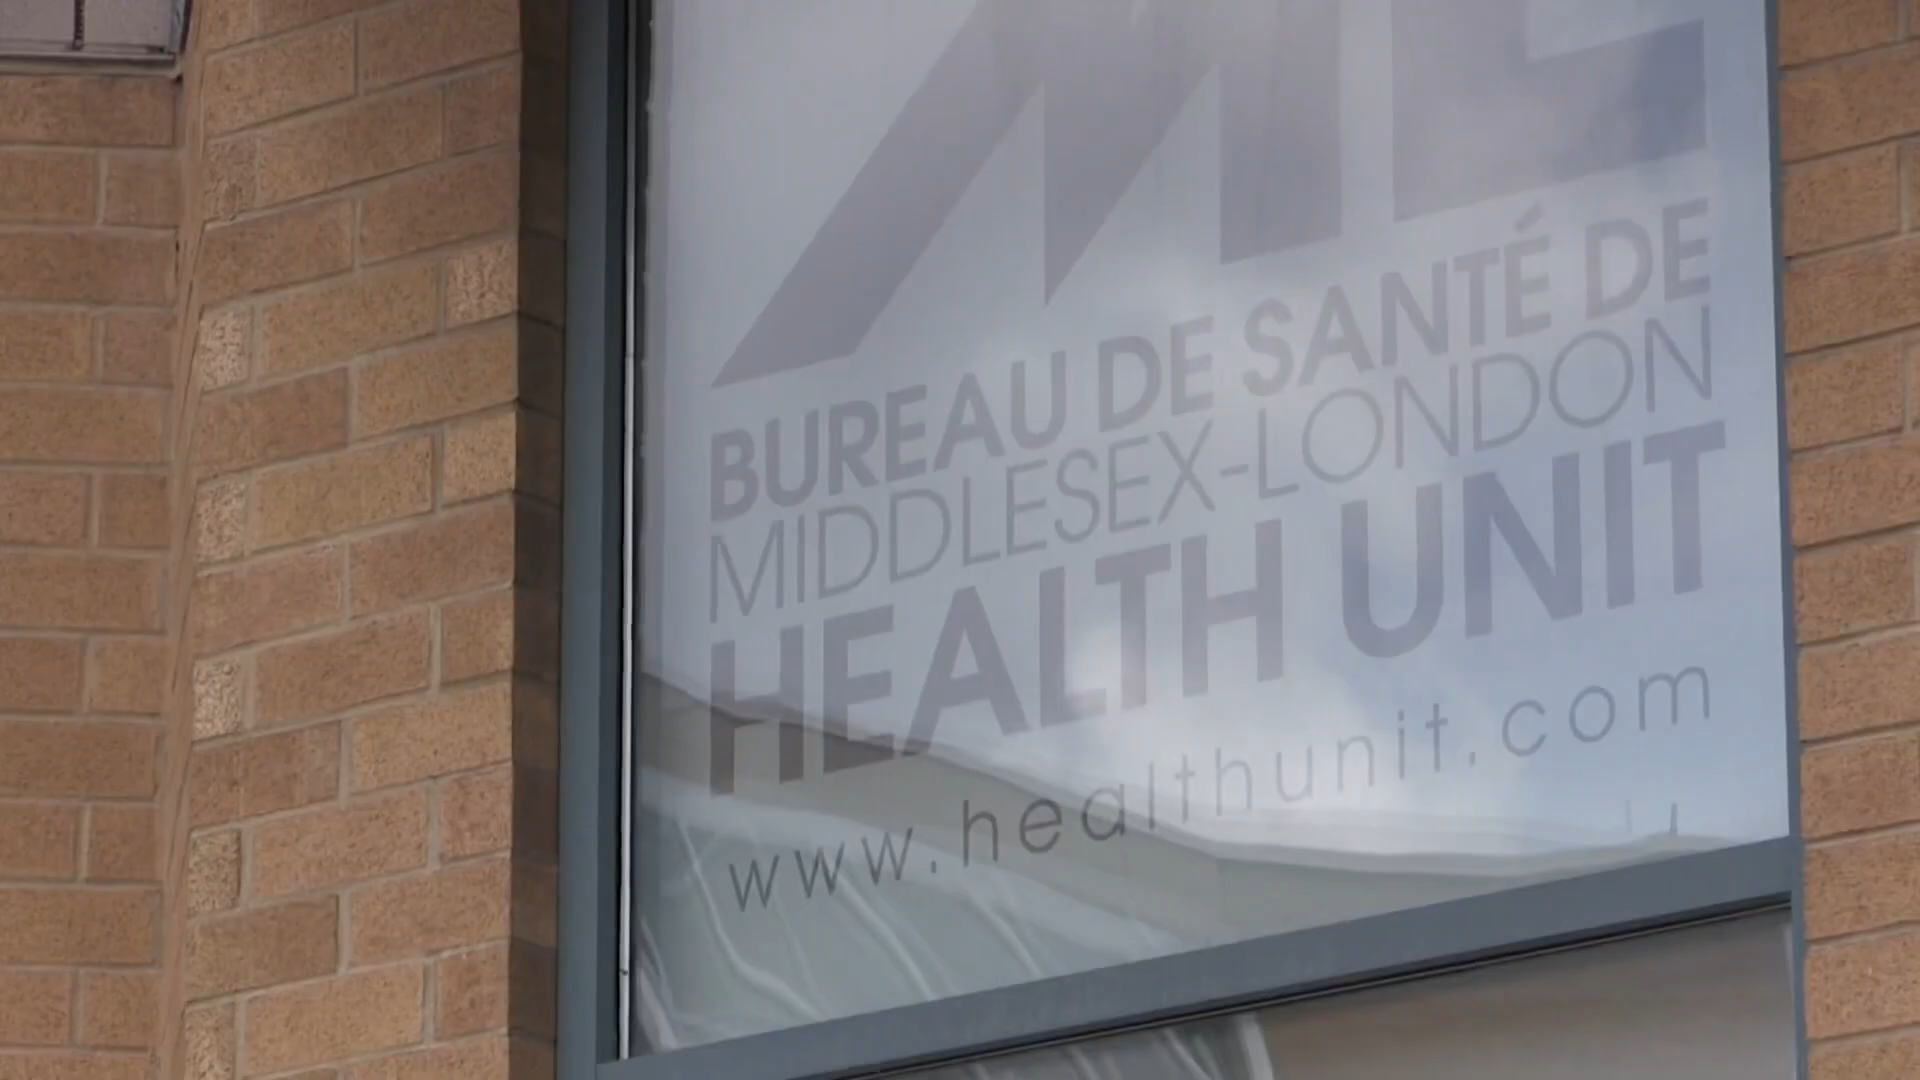 BUREAU DE SANTÉ DE
MIDDLESEX-LONDON
HEALTH UNIT
www.healthunit.com